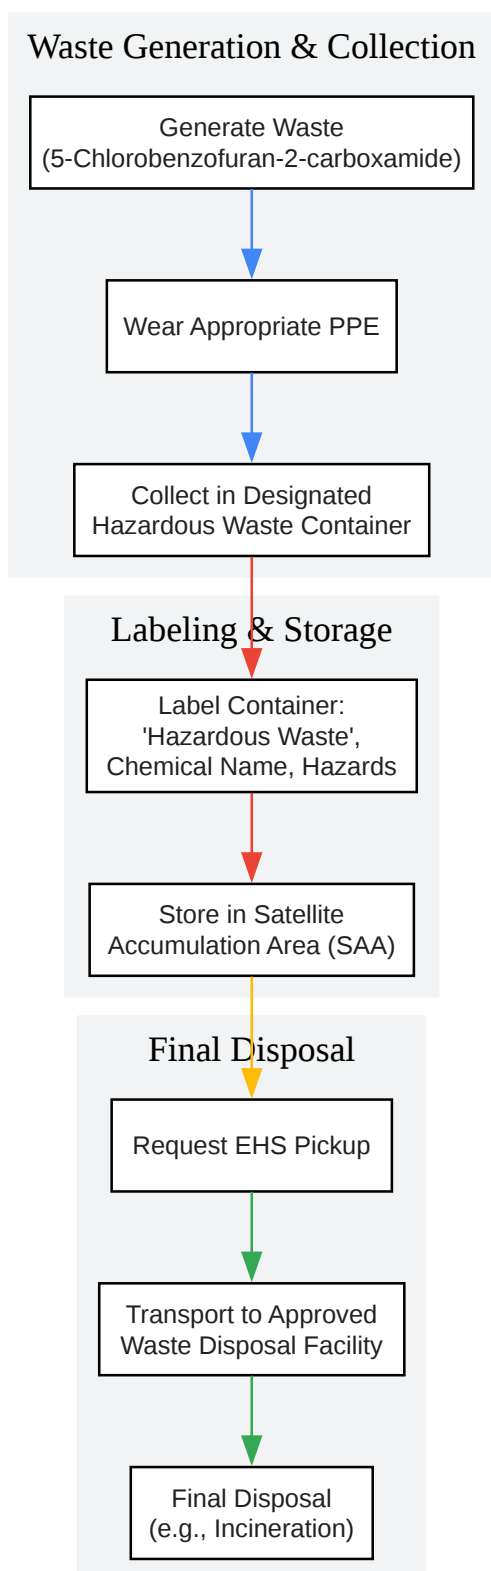 Waste Generation & Collection
Generate Waste
(5-Chlorobenzofuran-2-carboxamide)
Wear Appropriate PPE
Collect in Designated
Hazardous Waste Container
Labeling & Storage
Label Container:
'Hazardous Waste',
Chemical Name, Hazards
Store in Satellite
Accumulation Area (SAA)
Final Disposal
Request EHS Pickup
Transport to Approved
Waste Disposal Facility
Final Disposal
(e.g., Incineration)